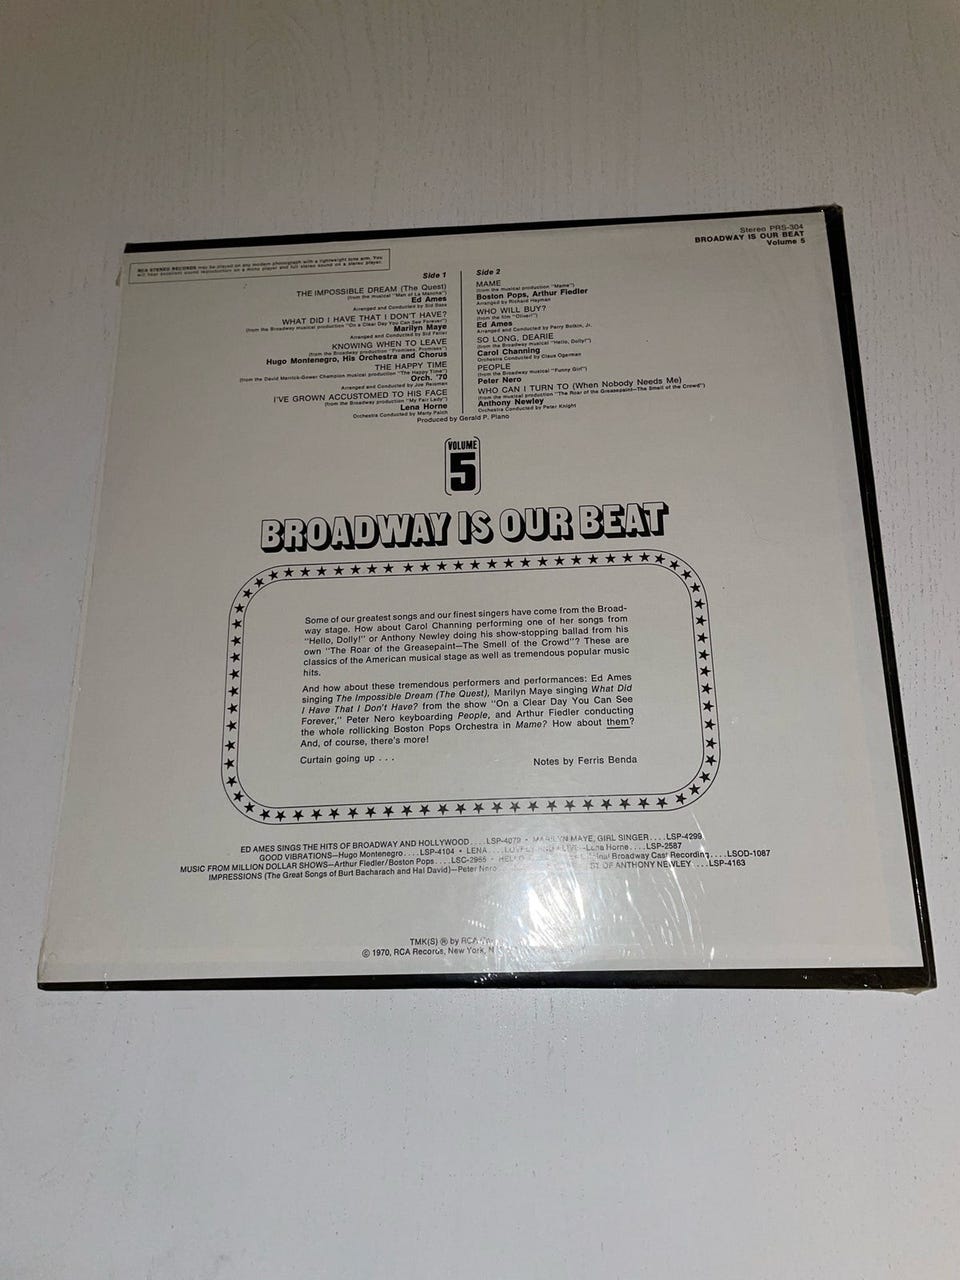 Stereo PRS-304
BROADWAY IS OUR BEAT
Volume 5
RCA STEREO RECORDS may be played on any modern phonograph with a lightweight tone arm. You
will hear excellent sound reproduction on a mono player and full stereo sound on a stereo player.
Side 1
THE IMPOSSIBLE DREAM (The Quest)
(from the musical "Man of La Mancha")
Ed Ames
Arranged and Conducted by Sid Bass
WHAT DID I HAVE THAT I DON'T HAVE?
(from the Broadway musical production "On a Clear Day You Can See Forever")
Marilyn Maye
Arranged and Conducted by Sid Feller
KNOWING WHEN TO LEAVE
(from the Broadway production "Promises, Promises")
Hugo Montenegro, His Orchestra and Chorus
THE HAPPY TIME
(from the David Merrick-Gower Champion musical production "The Happy Time")
Orch. '70
Arranged and Conducted by Joe Reisman
I'VE GROWN ACCUSTOMED TO HIS FACE
(from the Broadway production "My Fair Lady")
Lena Horne
Orchestra Conducted by Marty Paich
Side 2
MAME
(from the musical production "Mame")
Boston Pops, Arthur Fiedler
Arranged by Richard Hayman
WHO WILL BUY?
(from the film "Oliver!")
Ed Ames
Arranged and Conducted by Perry Botkin, Jr.
SO LONG, DEARIE
(from the Broadway musical "Hello, Dolly!")
Carol Channing
Orchestra Conducted by Claus Ogerman
PEOPLE
(from the Broadway musical "Funny Girl")
Peter Nero
WHO CAN I TURN TO (When Nobody Needs Me)
(from the musical production "The Roar of the Greasepaint—The Smell of the Crowd")
Anthony Newley
Orchestra Conducted by Peter Knight
Produced by Gerald P. Piano
VOLUME
5
BROADWAY IS OUR BEAT
Some of our greatest songs and our finest singers have come from the Broad-
way stage. How about Carol Channing performing one of her songs from
"Hello, Dolly!" or Anthony Newley doing his show-stopping ballad from his
own "The Roar of the Greasepaint—The Smell of the Crowd"? These are
classics of the American musical stage as well as tremendous popular music
hits.
And how about these tremendous performers and performances: Ed Ames
singing The Impossible Dream (The Quest), Marilyn Maye singing What Did
I Have That I Don't Have? from the show "On a Clear Day You Can See
Forever," Peter Nero keyboarding People, and Arthur Fiedler conducting
the whole rollicking Boston Pops Orchestra in Mame? How about them?
And, of course, there's more!
Curtain going up . . .
Notes by Ferris Benda
ED AMES SINGS THE HITS OF BROADWAY AND HOLLYWOOD....LSP-4079 • MARILYN MAYE, GIRL SINGER....LSP-4299
GOOD VIBRATIONS—Hugo Montenegro....LSP-4104 • LENA ... LIVE—Lena Horne....LSP-2587
MUSIC FROM MILLION DOLLAR SHOWS—Arthur Fiedler/Boston Pops....LSC-2965 • HELLO Original Broadway Cast Recording....LSOD-1087
IMPRESSIONS (The Great Songs of Burt Bacharach and Hal David)—Peter Nero OF ANTHONY NEWLEY....LSP-4163
TMK(S) ® by RCA
© 1970, RCA Records, New York,